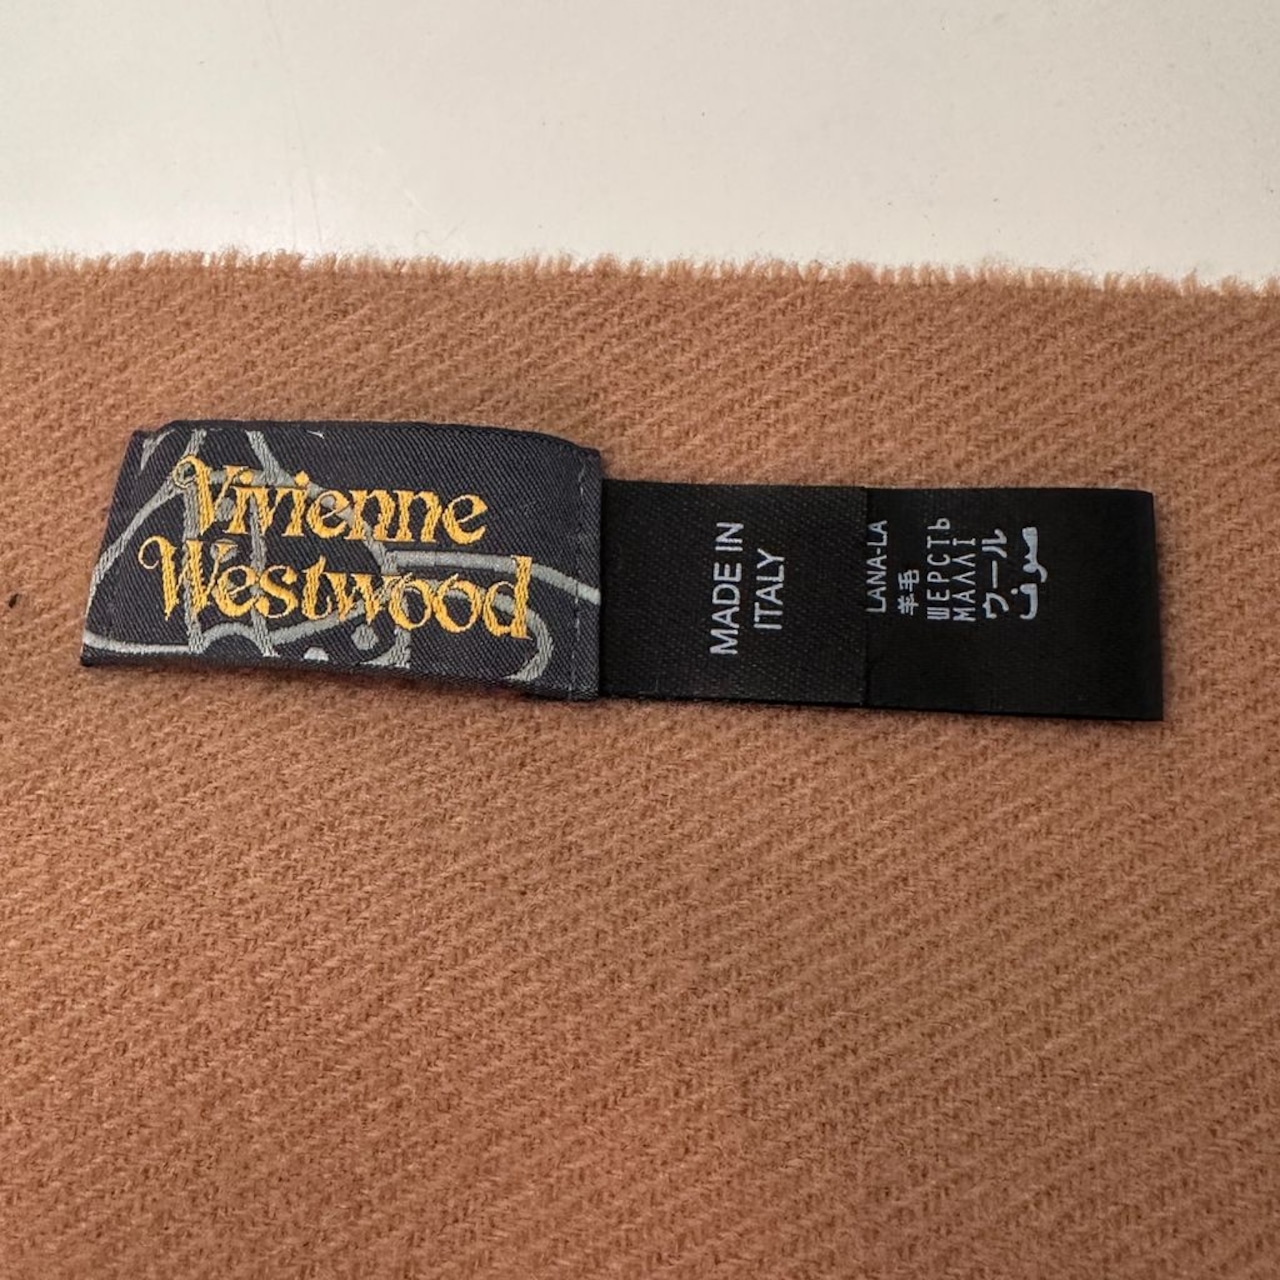 Vivienne
Westwood
MADE IN
ITALY
LANA-LA
羊毛
ШЕРСТЬ
ΜΑΛΛΙ
ウール
صوف